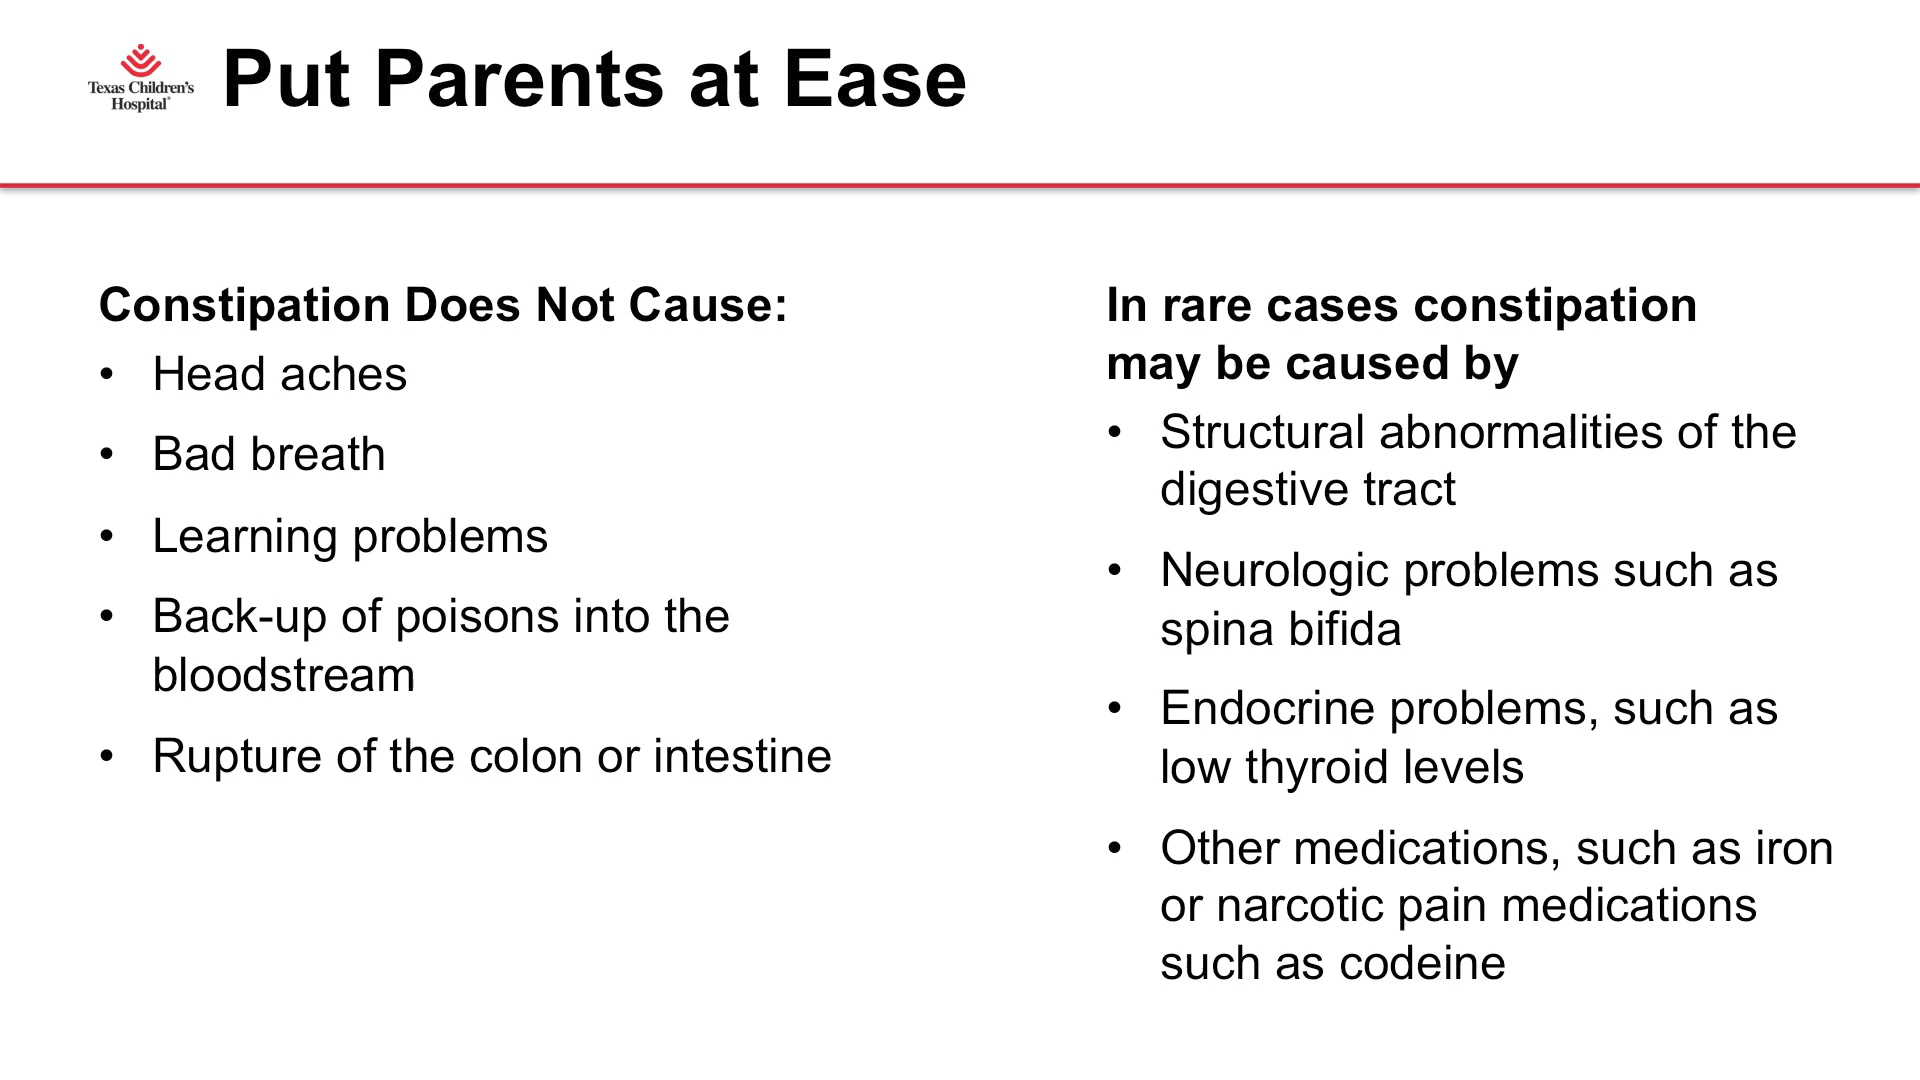 Texas Children's
Hospital®
Put Parents at Ease
Constipation Does Not Cause:
• Head aches
• Bad breath
• Learning problems
• Back-up of poisons into the
bloodstream
• Rupture of the colon or intestine
In rare cases constipation
may be caused by
• Structural abnormalities of the
digestive tract
• Neurologic problems such as
spina bifida
• Endocrine problems, such as
low thyroid levels
• Other medications, such as iron
or narcotic pain medications
such as codeine